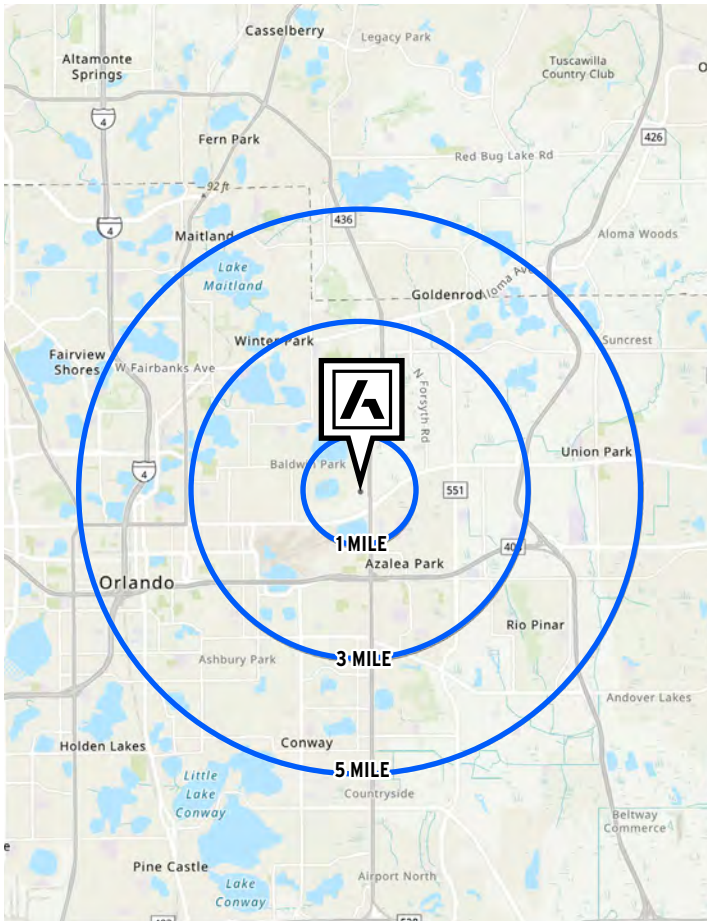 Casselberry
Legacy Park
Altamonte
Springs
Tuscawilla
Country Club
O
4
Fern Park
426
Red Bug Lake Rd
92 ft
436
4
Maitland
Aloma Woods
Lake
Maitland
Goldenrod
Aloma Ave
Winter Park
Suncrest
Fairview
Shores
W Fairbanks Ave
N Forsyth Rd
Union Park
Baldwin Park
4
551
1 MILE
Azalea Park
408
Orlando
Rio Pinar
Ashbury Park
3 MILE
Andover Lakes
Holden Lakes
Conway
5 MILE
Little
Lake
Conway
Countryside
Beltway
Commerce
e
Pine Castle
Airport North
Lake
Conway